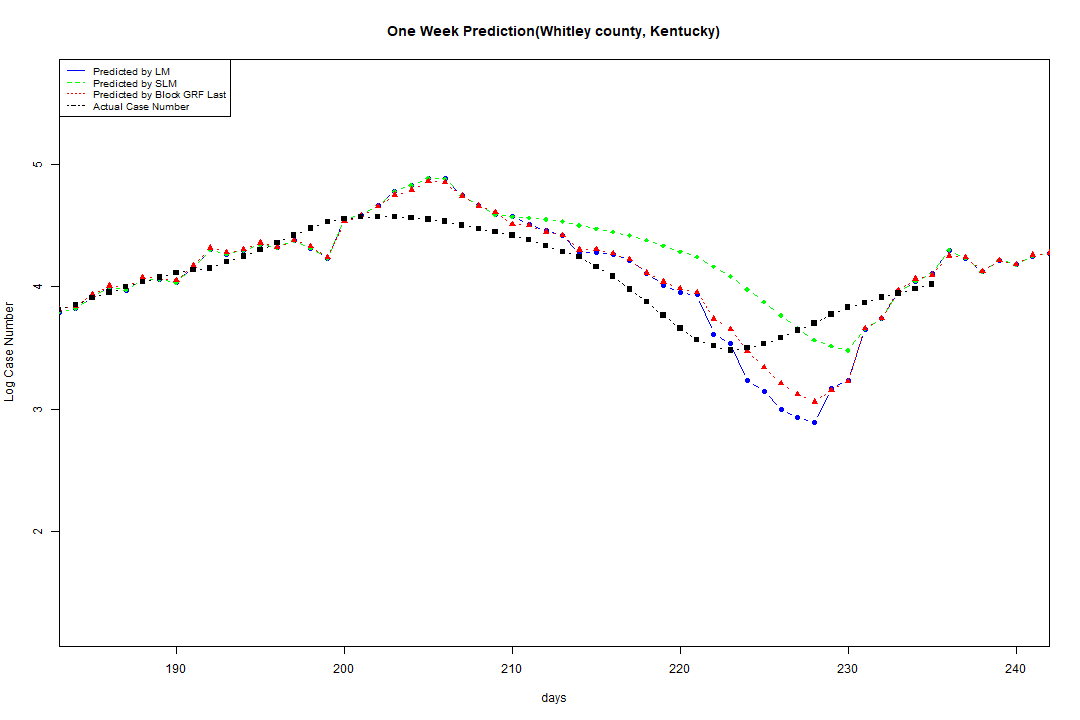 One Week Prediction(Whitley county, Kentucky)
Predicted by LM
Predicted by SLM
Predicted by Block GRF Last
Actual Case Number
5
4
3
2
Log Case Number
190 200 210 220 230 240
days